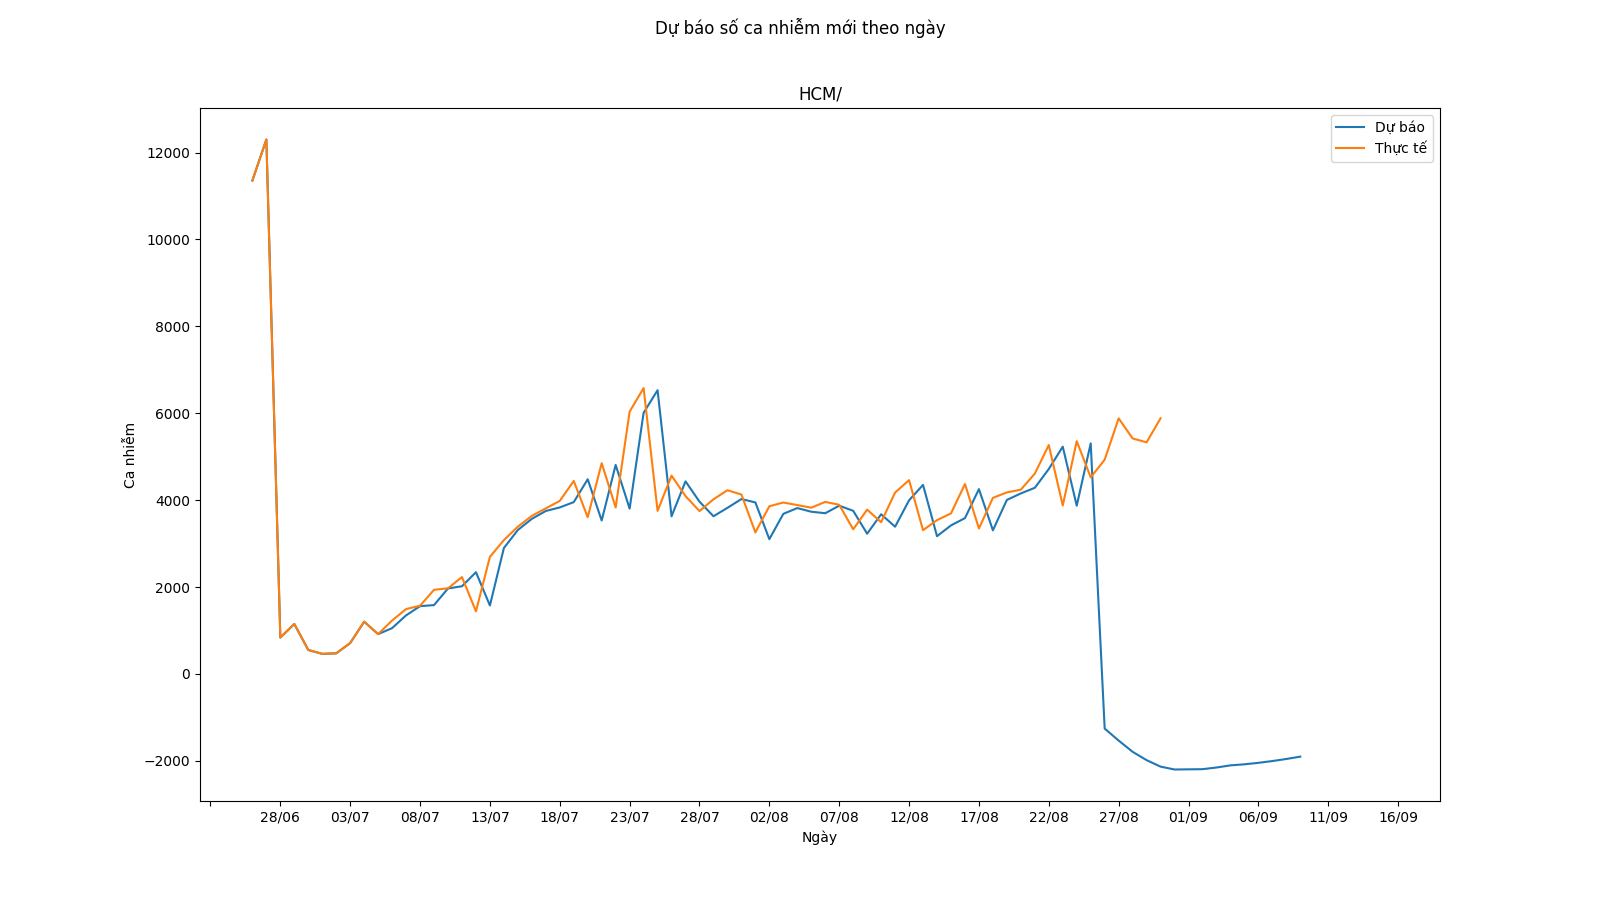 Dự báo số ca nhiễm mới theo ngày
HCM/
Dự báo
Thực tế
12000
10000
8000
6000
4000
2000
0
−2000
Ca nhiễm
28/06 03/07 08/07 13/07 18/07 23/07 28/07 02/08 07/08 12/08 17/08 22/08 27/08 01/09 06/09 11/09 16/09
Ngày